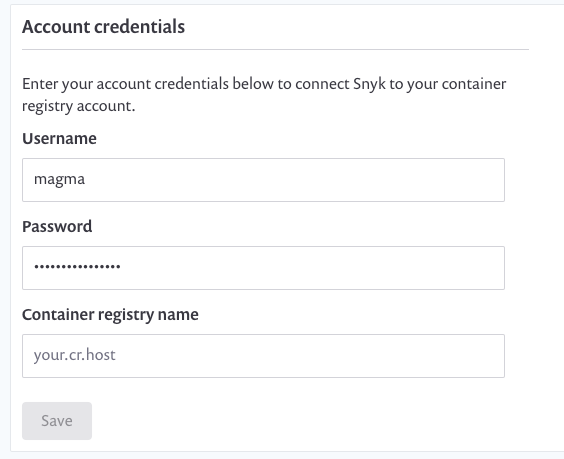 Account credentials
Enter your account credentials below to connect Snyk to your container
registry account.
Username
magma
Password
••••••••••••••••
Container registry name
your.cr.host
Save